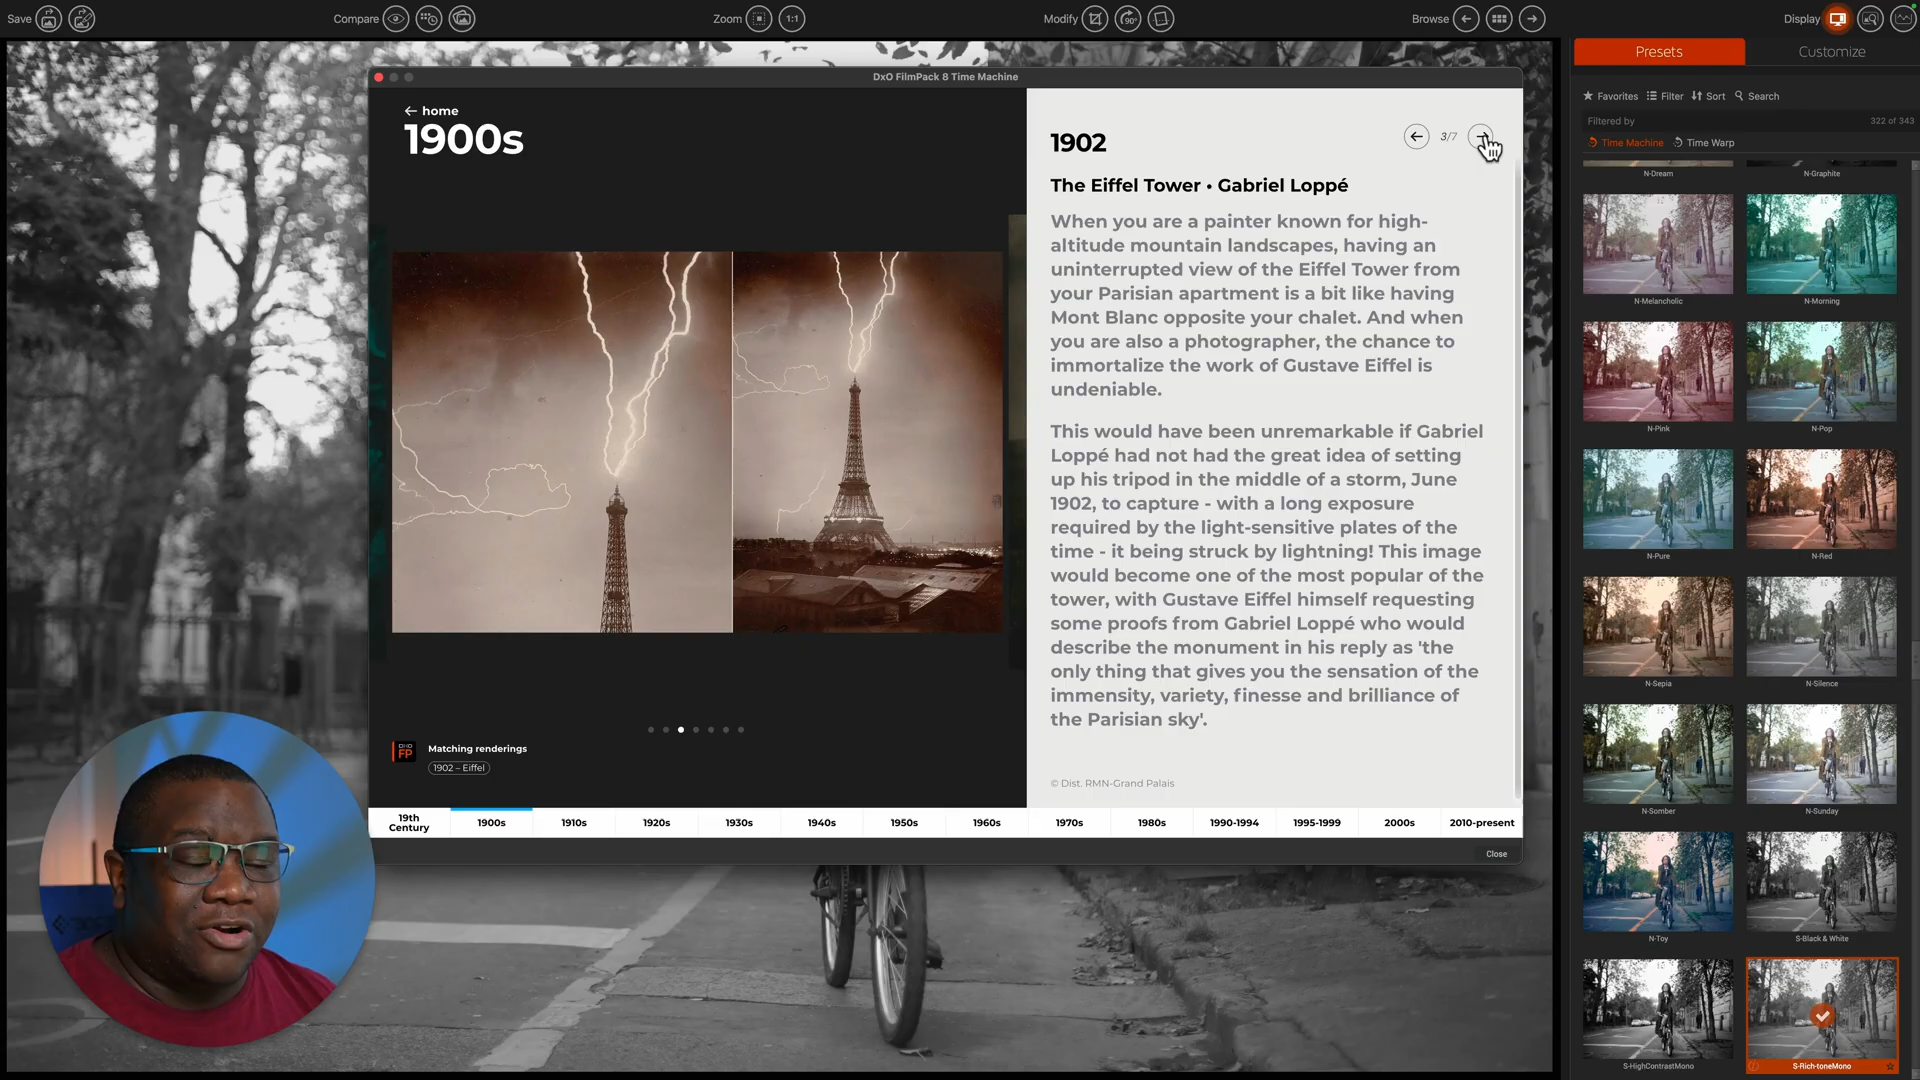 Save
Compare
Zoom
1:1
Modify
90°
Browse
Display
Presets
Customize
Favorites
Filter
Sort
Search
Filtered by
322 of 343
Time Machine
Time Warp
DxO FilmPack 8 Time Machine
← home
1900s
1902
3/7
The Eiffel Tower • Gabriel Loppé
When you are a painter known for high-
altitude mountain landscapes, having an
uninterrupted view of the Eiffel Tower from
your Parisian apartment is a bit like having
Mont Blanc opposite your chalet. And when
you are also a photographer, the chance to
immortalize the work of Gustave Eiffel is
undeniable.
This would have been unremarkable if Gabriel
Loppé had not had the great idea of setting
up his tripod in the middle of a storm, June
1902, to capture - with a long exposure
required by the light-sensitive plates of the
time - it being struck by lightning! This image
would become one of the most popular of the
tower, with Gustave Eiffel himself requesting
some proofs from Gabriel Loppé who would
describe the monument in his reply as 'the
only thing that gives you the sensation of the
immensity, variety, finesse and brilliance of
the Parisian sky'.
© Dist. RMN-Grand Palais
DXO
FP
Matching renderings
1902 – Eiffel
19th
Century
1900s
1910s
1920s
1930s
1940s
1950s
1960s
1970s
1980s
1990-1994
1995-1999
2000s
2010-present
Close
N-Dream
N-Graphite
N-Melancholic
N-Morning
N-Pink
N-Pop
N-Pure
N-Red
N-Sepia
N-Silence
N-Somber
N-Sunday
N-Toy
S-Black & White
S-HighContrastMono
S-Rich-toneMono